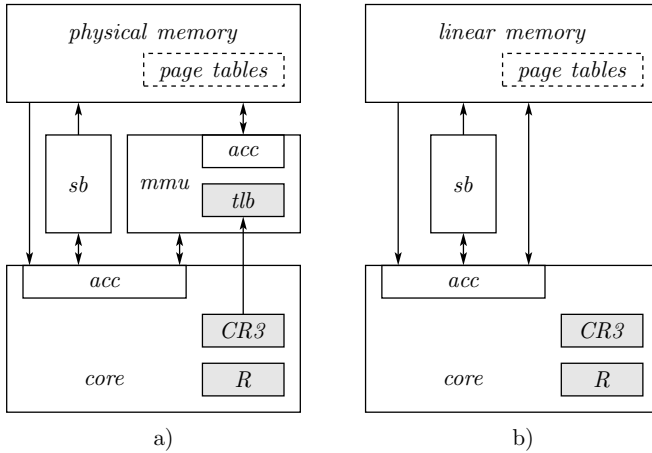 physical memory
page tables
sb
mmu
acc
tlb
acc
CR3
core
R
a)
linear memory
page tables
sb
acc
CR3
core
R
b)